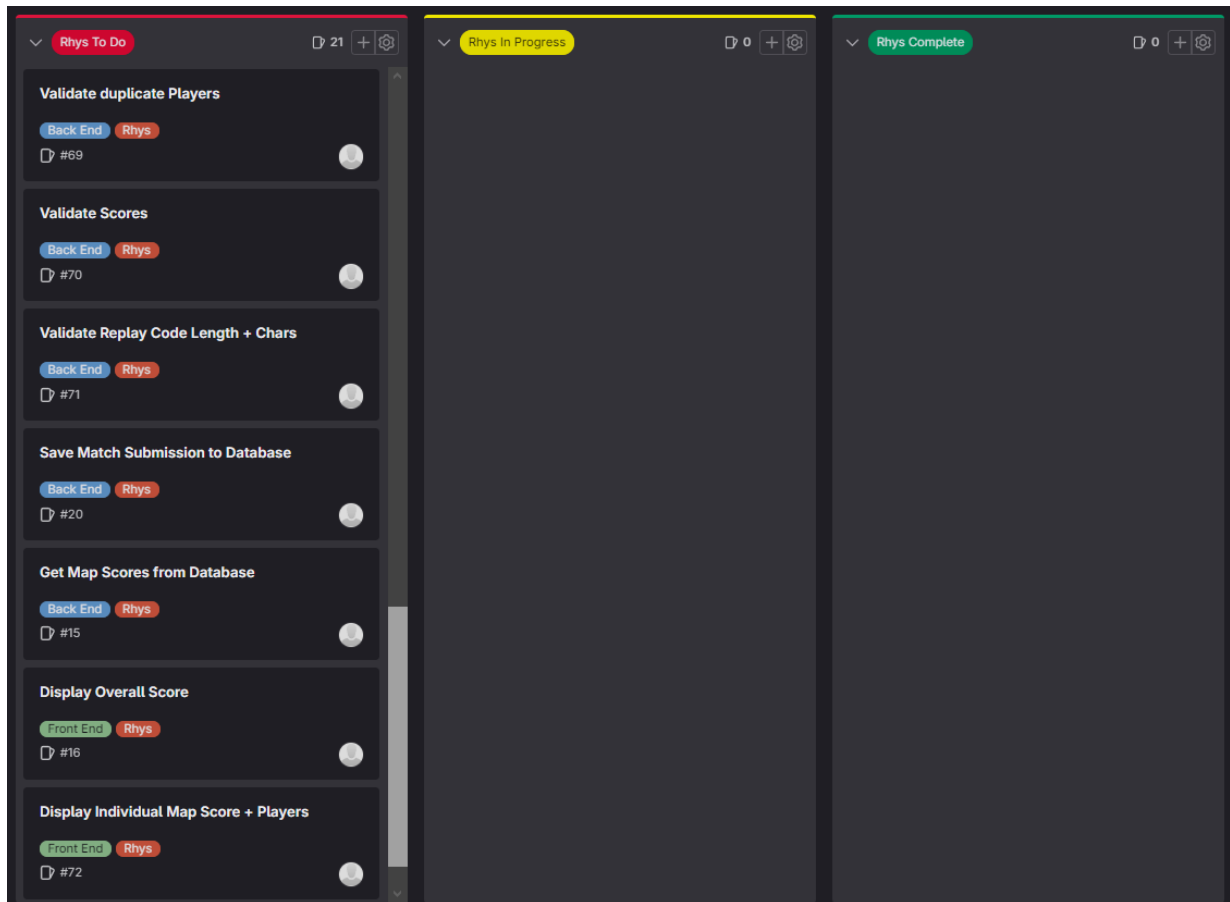 Rhys To Do 21
Validate duplicate Players
Back End Rhys
#69
Validate Scores
Back End Rhys
#70
Validate Replay Code Length + Chars
Back End Rhys
#71
Save Match Submission to Database
Back End Rhys
#20
Get Map Scores from Database
Back End Rhys
#15
Display Overall Score
Front End Rhys
#16
Display Individual Map Score + Players
Front End Rhys
#72
Rhys In Progress 0
Rhys Complete 0